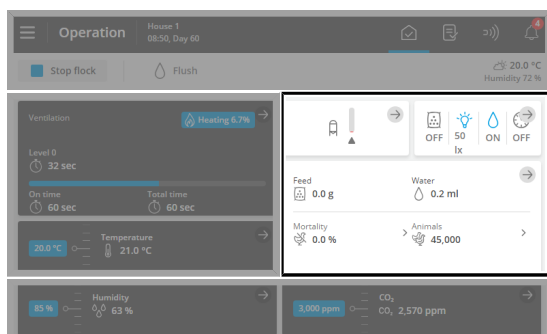 Operation
House 1
08:50, Day 60
4
Stop flock
Flush
20.0 °C
Humidity 72 %
Ventilation
Heating 6.7%
Level 0
32 sec
On time
Total time
60 sec
60 sec
20.0 °C
Temperature
21.0 °C
OFF
50
lx
ON
OFF
Feed
Water
0.0 g
0.2 ml
Mortality
Animals
0.0 %
45,000
85 %
Humidity
63 %
3,000 ppm
CO₂
CO₂ 2,570 ppm